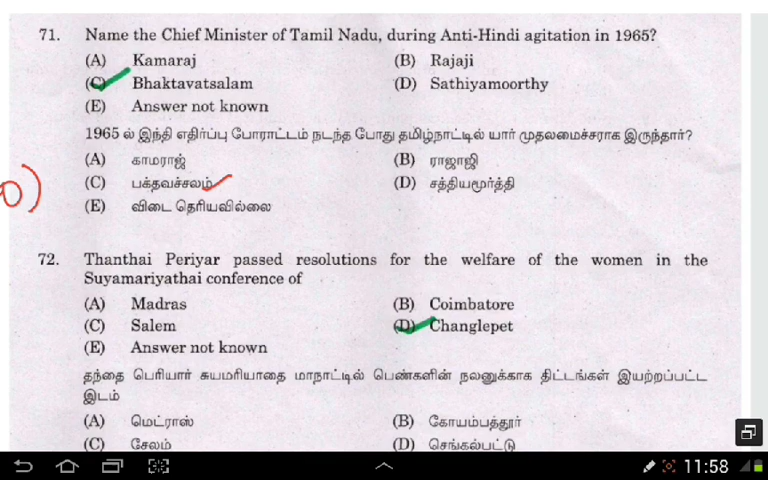 71. Name the Chief Minister of Tamil Nadu, during Anti-Hindi agitation in 1965?
(A) Kamaraj (B) Rajaji
(C) Bhaktavatsalam (D) Sathiyamoorthy
(E) Answer not known
1965 ல் இந்தி எதிர்ப்பு போராட்டம் நடந்த போது தமிழ்நாட்டில் யார் முதலமைச்சராக இருந்தார்?
(A) காமராஜ் (B) ராஜாஜி
(C) பக்தவச்சலம் (D) சத்தியமூர்த்தி
(E) விடை தெரியவில்லை
72. Thanthai Periyar passed resolutions for the welfare of the women in the
Suyamariyathai conference of
(A) Madras (B) Coimbatore
(C) Salem (D) Changlepet
(E) Answer not known
தந்தை பெரியார் சுயமரியாதை மாநாட்டில் பெண்களின் நலனுக்காக திட்டங்கள் இயற்றப்பட்ட
இடம்
(A) மெட்ராஸ் (B) கோயம்பத்தூர்
(C) சேலம் (D) செங்கல்பட்டு
11:58